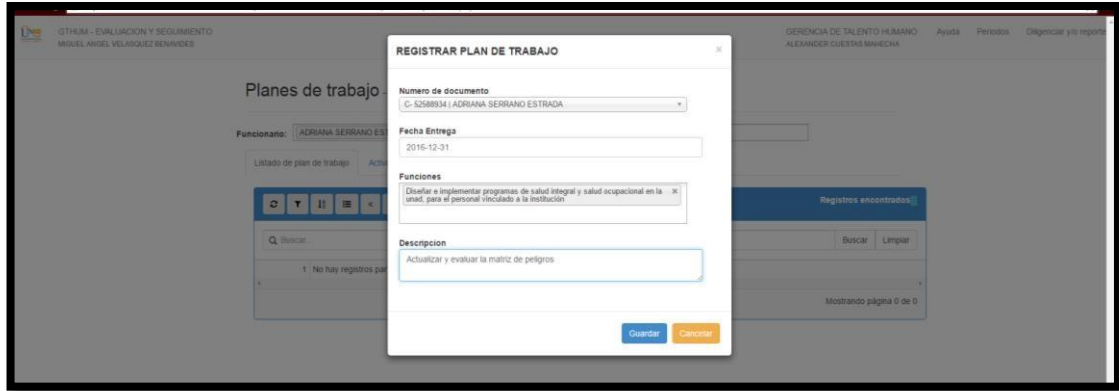 GTHUM - EVALUACION Y SEGUIMIENTO
MIGUEL ANGEL VELASQUEZ BENAVIDES
GERENCIA DE TALENTO HUMANO
ALEXANDER CUESTAS MAHECHA
Ayuda Periodos Diligenciar y/o reporte
REGISTRAR PLAN DE TRABAJO ×
Planes de trabajo -
Numero de documento
C- 52588934 | ADRIANA SERRANO ESTRADA
Funcionario: ADRIANA SERRANO EST
Fecha Entrega
2016-12-31
Listado de plan de trabajo Activi
Funciones
Diseñar e implementar programas de salud integral y salud ocupacional en la ×
unad, para el personal vinculado a la institución
Registros encontrados
Buscar...
Buscar Limpiar
Descripcion
Actualizar y evaluar la matriz de peligros
1 No hay registros par
Mostrando página 0 de 0
Guardar Cancelar